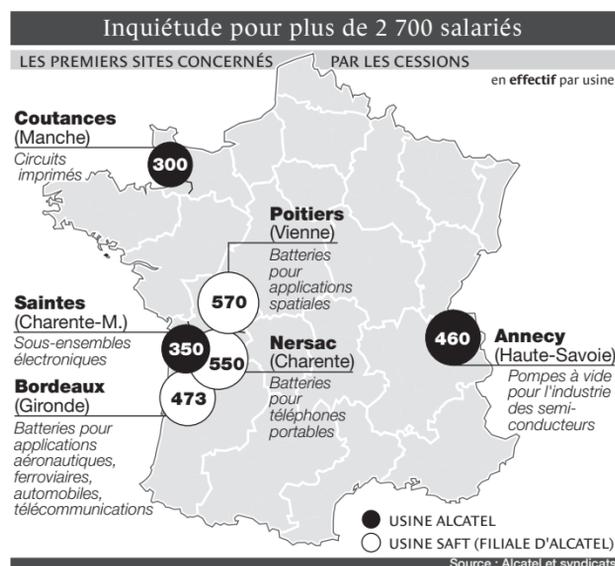 Inquiétude pour plus de 2 700 salariés
LES PREMIERS SITES CONCERNÉS PAR LES CESSIONS
en effectif par usine
Coutances
(Manche)
Circuits
imprimés
300
Poitiers
(Vienne)
Batteries
pour
applications
spatiales
570
Saintes
(Charente-M.)
Sous-ensembles
électroniques
350
Nersac
(Charente)
Batteries
pour
téléphones
portables
550
Bordeaux
(Gironde)
Batteries pour
applications
aéronautiques,
ferroviaires,
automobiles,
télécommunications
473
460
Annecy
(Haute-Savoie)
Pompes à vide
pour l'industrie
des semi-
conducteurs
USINE ALCATEL
USINE SAFT (FILIALE D'ALCATEL)
Source : Alcatel et syndicats